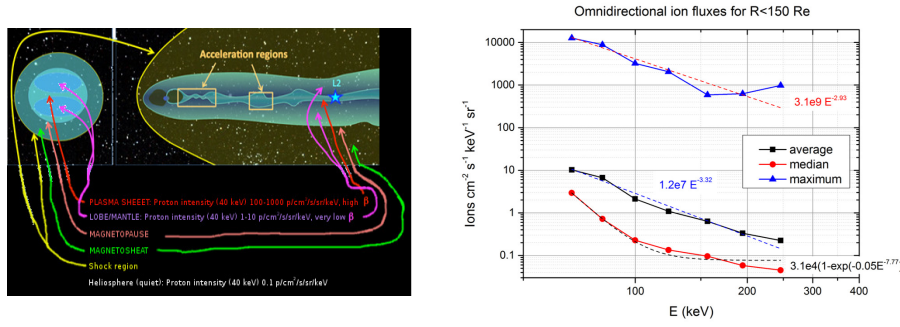 Acceleration regions
L2
PLASMA SHEEET: Proton intensity (40 keV) 100-1000 p/cm²/s/sr/keV, high β
LOBE/MANTLE: Proton intensity (40 keV) 1-10 p/cm²/s/sr/keV, very low β
MAGNETOPAUSE
MAGNETOSHEAT
Shock region
Heliosphere (quiet): Proton intensity (40 keV) 0.1 p/cm²/s/sr/keV
Omnidirectional ion fluxes for R<150 Re
Ions cm⁻² s⁻¹ keV⁻¹ sr⁻¹
10000
1000
100
10
1
0.1
3.1e9 E⁻²·⁹³
average
median
maximum
1.2e7 E⁻³·³²
3.1e4(1-exp(-0.05E⁻⁷·⁷⁷
100
200
300
400
E (keV)